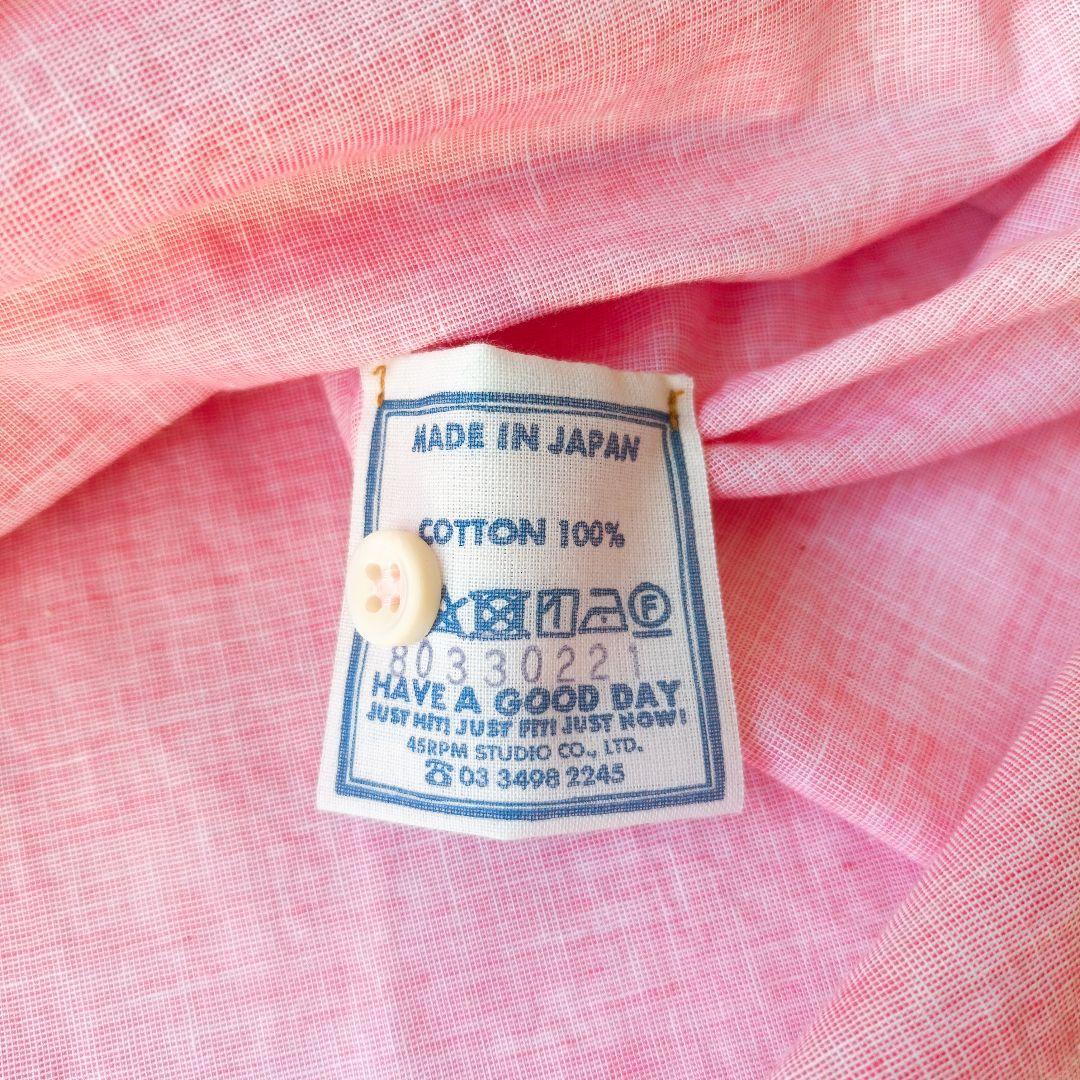 MADE IN JAPAN
COTTON 100%
F
80330221
HAVE A GOOD DAY
JUST HIT! JUST FIT! JUST NOW!
45RPM STUDIO CO., LTD.
☎03 3498 2245